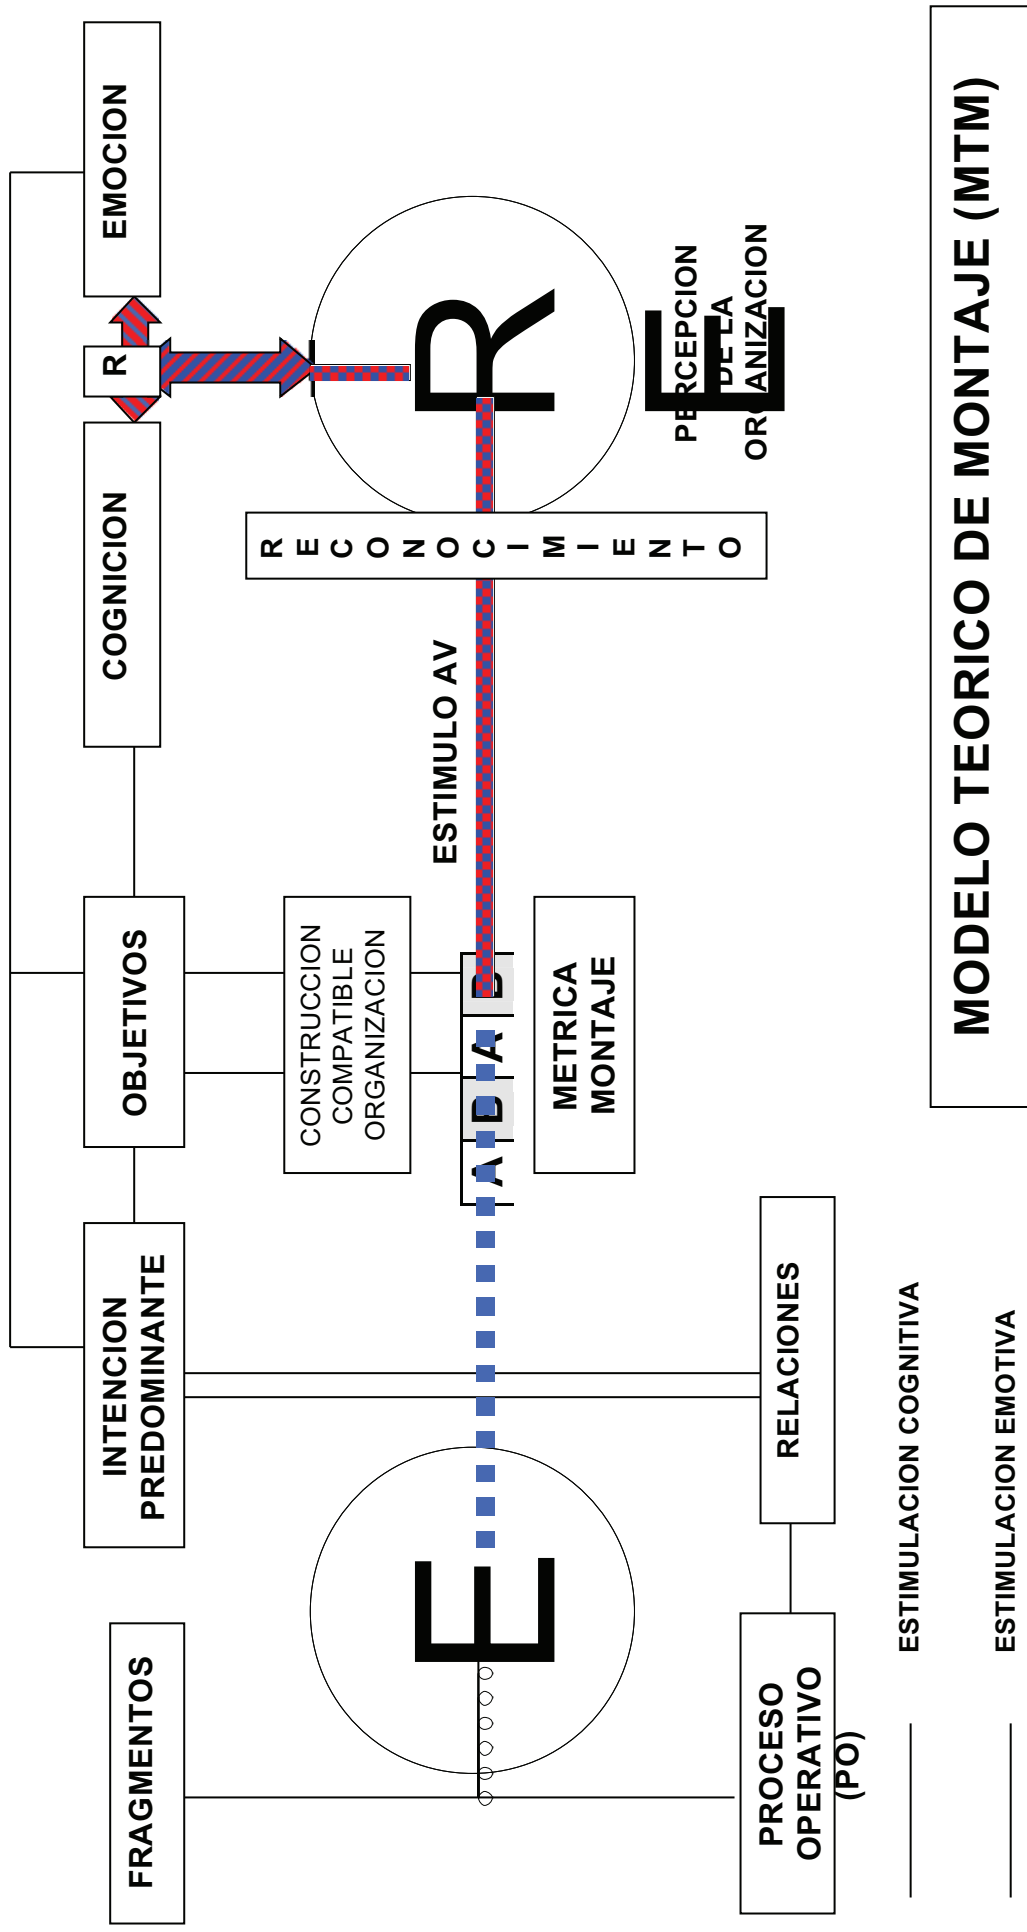 FRAGMENTOS
INTENCION
PREDOMINANTE
OBJETIVOS
COGNICION
R
EMOCION
CONSTRUCCION
COMPATIBLE
ORGANIZACION
E
A B A B
ESTIMULO AV
R E C O N O C I M I E N T O
R
E
METRICA
MONTAJE
PERCEPCION
DE LA
ORGANIZACION
PROCESO
OPERATIVO
(PO)
RELACIONES
ESTIMULACION COGNITIVA
ESTIMULACION EMOTIVA
MODELO TEORICO DE MONTAJE (MTM)